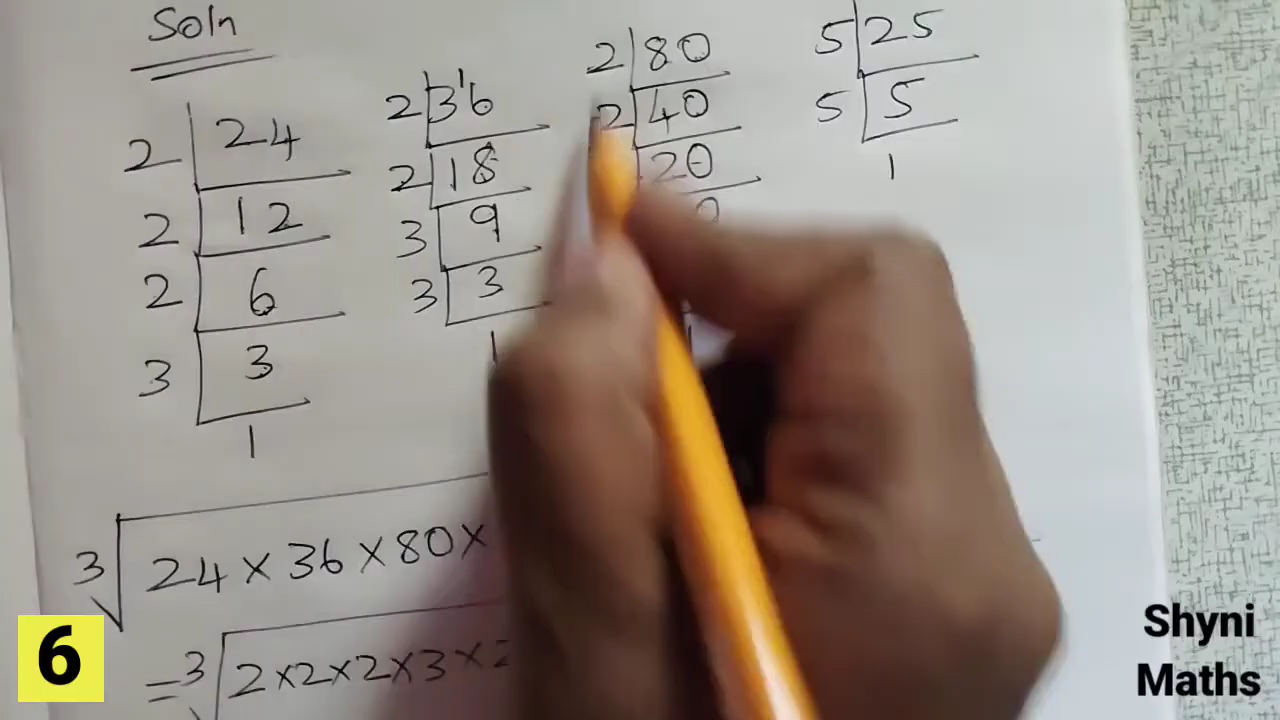 Soln
2 | 24
2 | 12
2 | 6
3 | 3
1
2 | 36
2 | 18
3 | 9
3 | 3
1
2 | 80
2 | 40
20
0
5 | 25
5 | 5
1
3√24 × 36 × 80 ×
= 3√2 × 2 × 2 × 3 × 2
6
Shyni
Maths